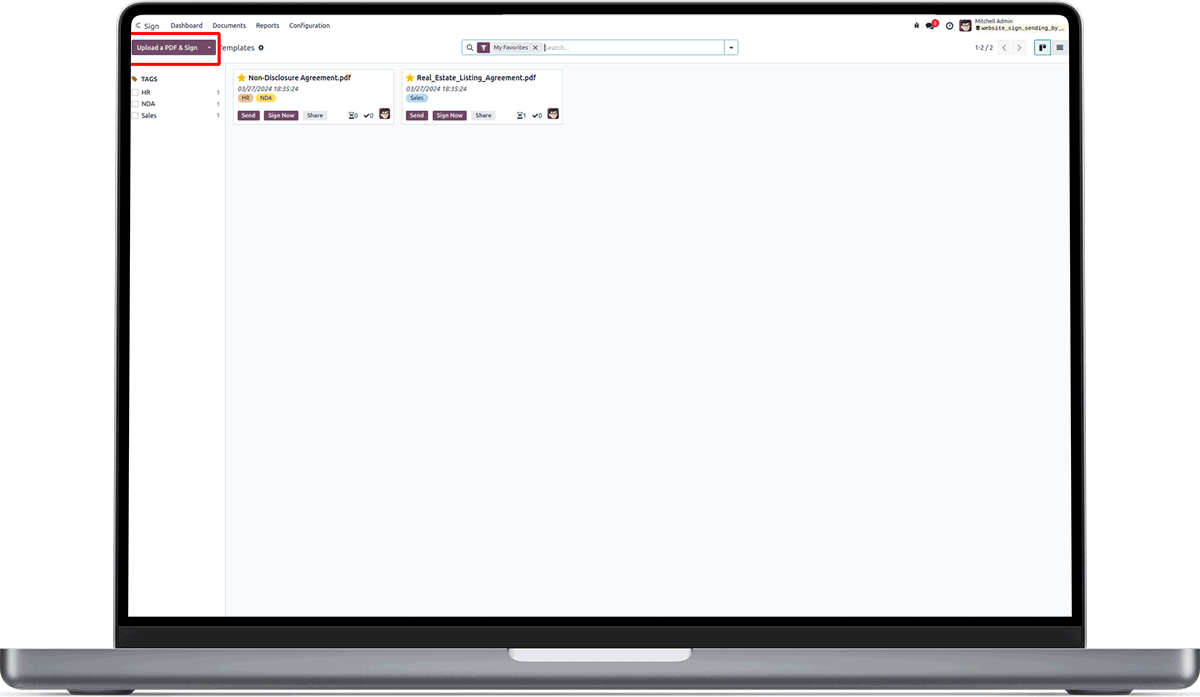 Sign Dashboard Documents Reports Configuration
3
Mitchell Admin
website_sign_sending_by_...
Upload a PDF & Sign
Templates
My Favorites
Search...
1-2 / 2
TAGS
HR 1
NDA 1
Sales 1
Non-Disclosure Agreement.pdf
03/27/2024 18:35:24
HR NDA
Send Sign Now Share 0 0
Real_Estate_Listing_Agreement.pdf
03/27/2024 18:35:24
Sales
Send Sign Now Share 1 0